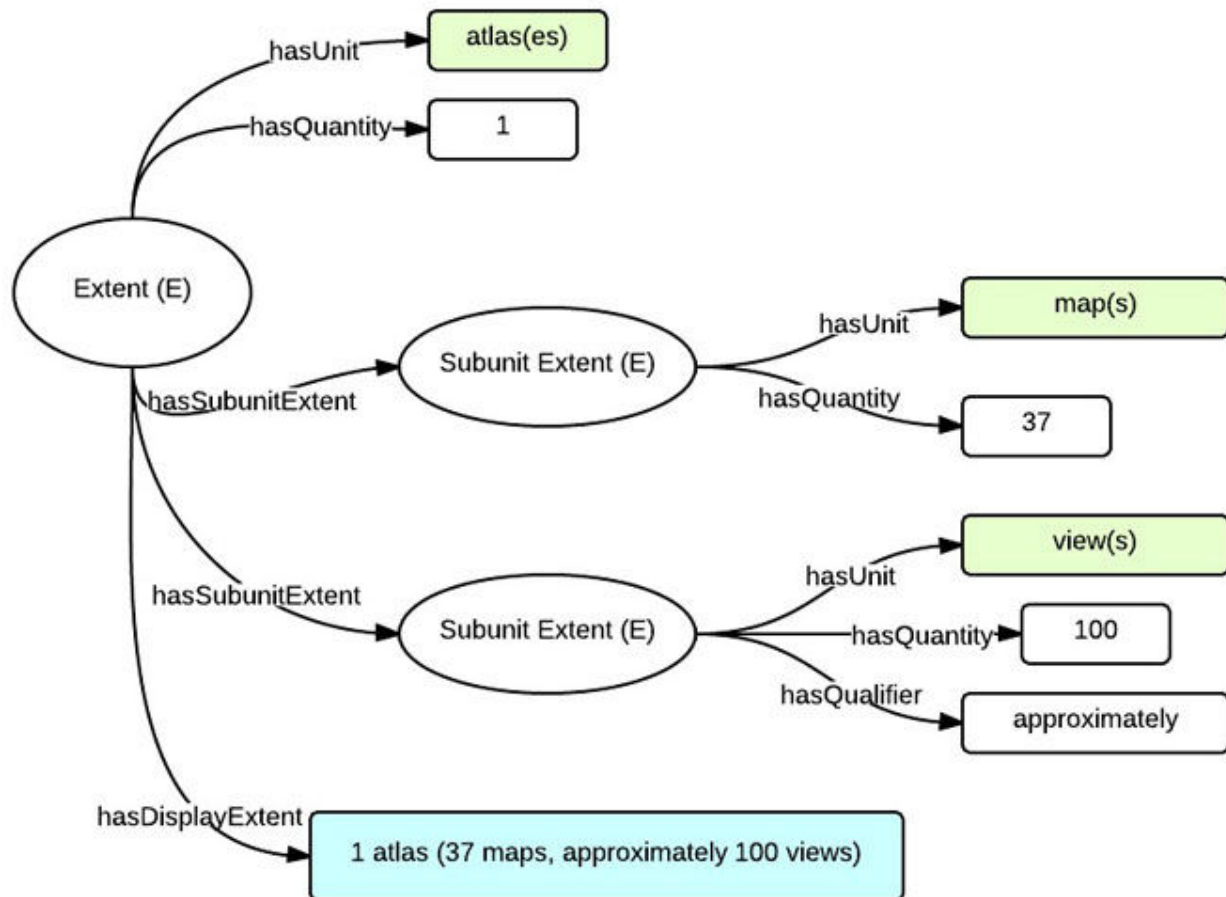 atlas(es)
hasUnit
hasQuantity
1
Extent (E)
map(s)
hasUnit
Subunit Extent (E)
hasSubunitExtent
hasQuantity
37
view(s)
hasUnit
hasSubunitExtent
Subunit Extent (E)
hasQuantity
100
hasQualifier
approximately
hasDisplayExtent
1 atlas (37 maps, approximately 100 views)